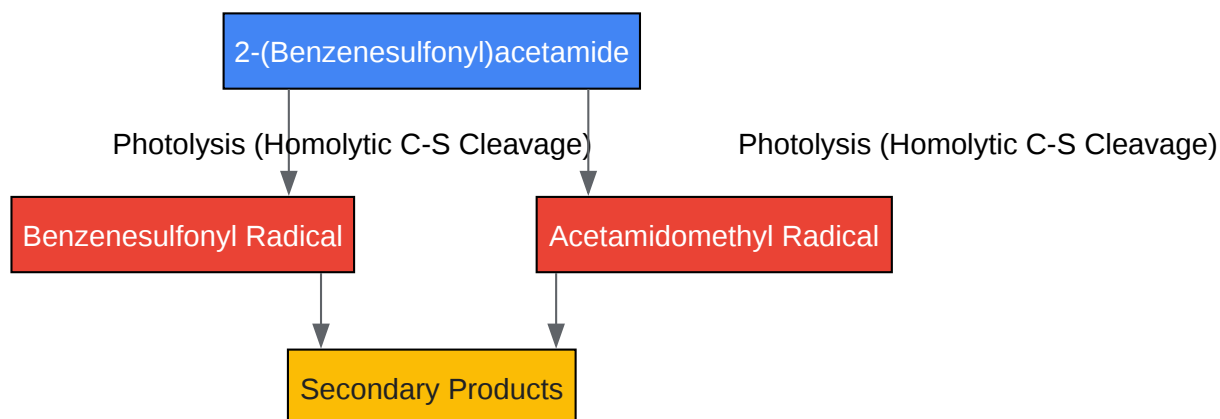 2-(Benzenesulfonyl)acetamide
Photolysis (Homolytic C-S Cleavage)
Photolysis (Homolytic C-S Cleavage)
Benzenesulfonyl Radical
Acetamidomethyl Radical
Secondary Products